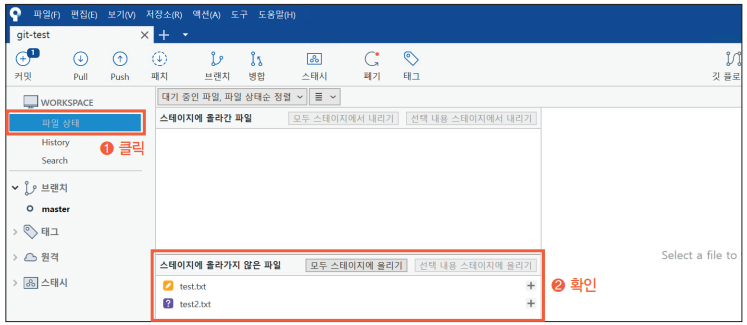 파일(F) 편집(E) 보기(V) 저장소(R) 액션(A) 도구 도움말(H)
git-test
1
커밋 Pull Push 패치 브랜치 병합 스태시 폐기 태그 깃 플로
WORKSPACE
대기 중인 파일, 파일 상태순 정렬
파일 상태
스테이지에 올라간 파일 모두 스테이지에서 내리기 선택 내용 스테이지에서 내리기
History
❶ 클릭
Search
브랜치
master
태그
원격
Select a file to
스테이지에 올라가지 않은 파일 모두 스테이지에 올리기 선택 내용 스테이지에 올리기
스태시
test.txt
❷ 확인
test2.txt